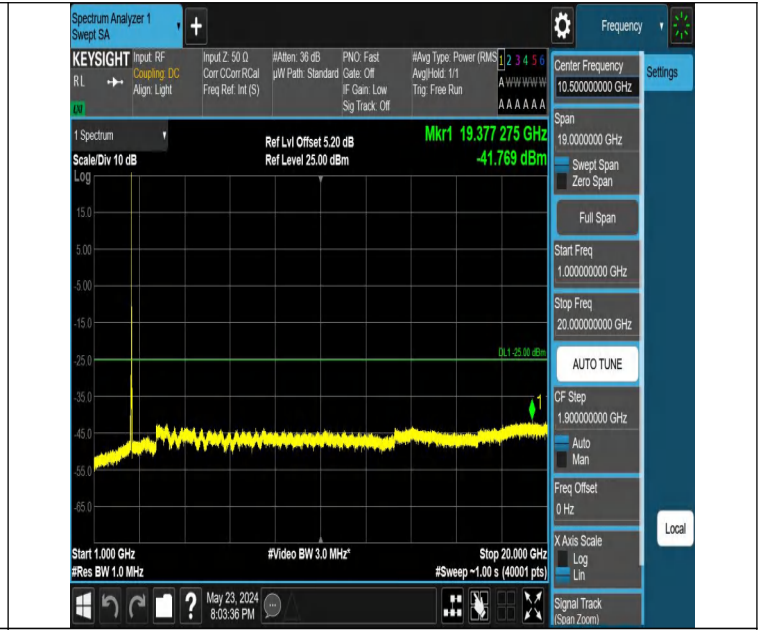 Spectrum Analyzer 1
Swept SA
+
Frequency
KEYSIGHT
RL
Input: RF
Coupling: DC
Align: Light
Input Z: 50 Ω
Corr CCorr RCal
Freq Ref: Int (S)
#Atten: 36 dB
µW Path: Standard
PNO: Fast
Gate: Off
IF Gain: Low
Sig Track: Off
#Avg Type: Power (RMS
Avg|Hold: 1/1
Trig: Free Run
1 2 3 4 5 6
A W W W W W
A A A A A A
1 Spectrum
Scale/Div 10 dB
Log
Ref Lvl Offset 5.20 dB
Ref Level 25.00 dBm
Mkr1 19.377 275 GHz
-41.769 dBm
15.0
5.00
-5.00
-15.0
-25.0
-35.0
-45.0
-55.0
-65.0
DL1 -25.00 dBm
1
Start 1.000 GHz
#Res BW 1.0 MHz
#Video BW 3.0 MHz*
Stop 20.000 GHz
#Sweep ~1.00 s (40001 pts)
May 23, 2024
8:03:36 PM
?
Center Frequency
10.500000000 GHz
Settings
Span
19.0000000 GHz
Swept Span
Zero Span
Full Span
Start Freq
1.000000000 GHz
Stop Freq
20.000000000 GHz
AUTO TUNE
CF Step
1.900000000 GHz
Auto
Man
Freq Offset
0 Hz
X Axis Scale
Log
Lin
Local
Signal Track
(Span Zoom)